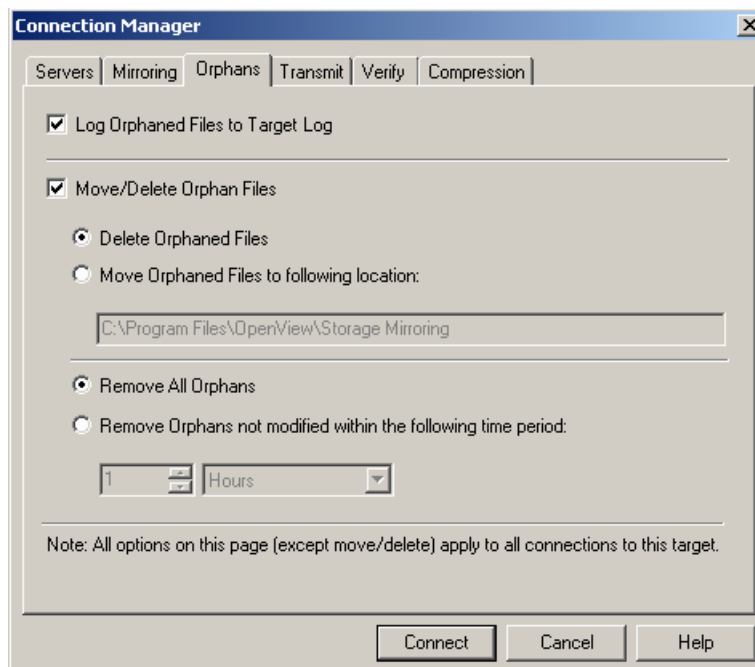 Connection Manager
Servers Mirroring Orphans Transmit Verify Compression
Log Orphaned Files to Target Log
Move/Delete Orphan Files
Delete Orphaned Files
Move Orphaned Files to following location:
C:\Program Files\OpenView\Storage Mirroring
Remove All Orphans
Remove Orphans not modified within the following time period:
1 Hours
Note: All options on this page (except move/delete) apply to all connections to this target.
Connect Cancel Help